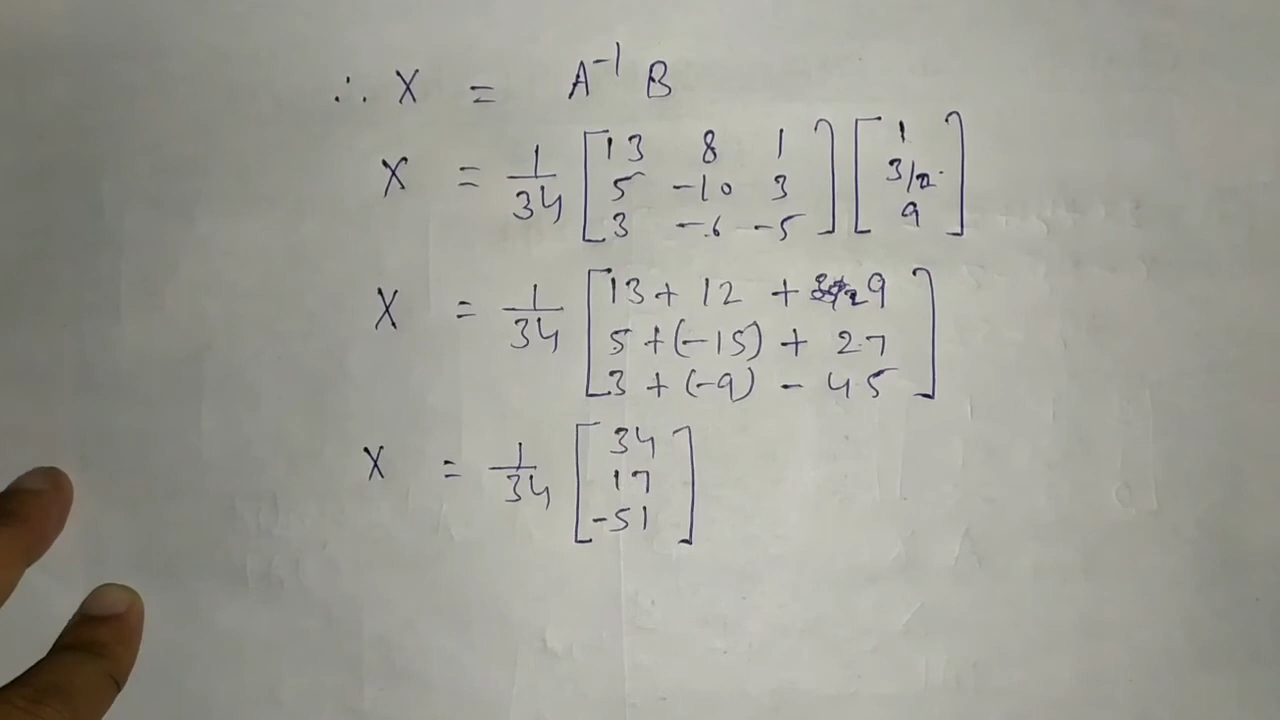 ∴ X = A⁻¹ B
X = 1/34 [13 8 1
5 -10 3
3 -6 -5] [1
3/2
9]
X = 1/34 [13 + 12 + 9
5 + (-15) + 27
3 + (-9) - 45]
X = 1/34 [34
17
-51]